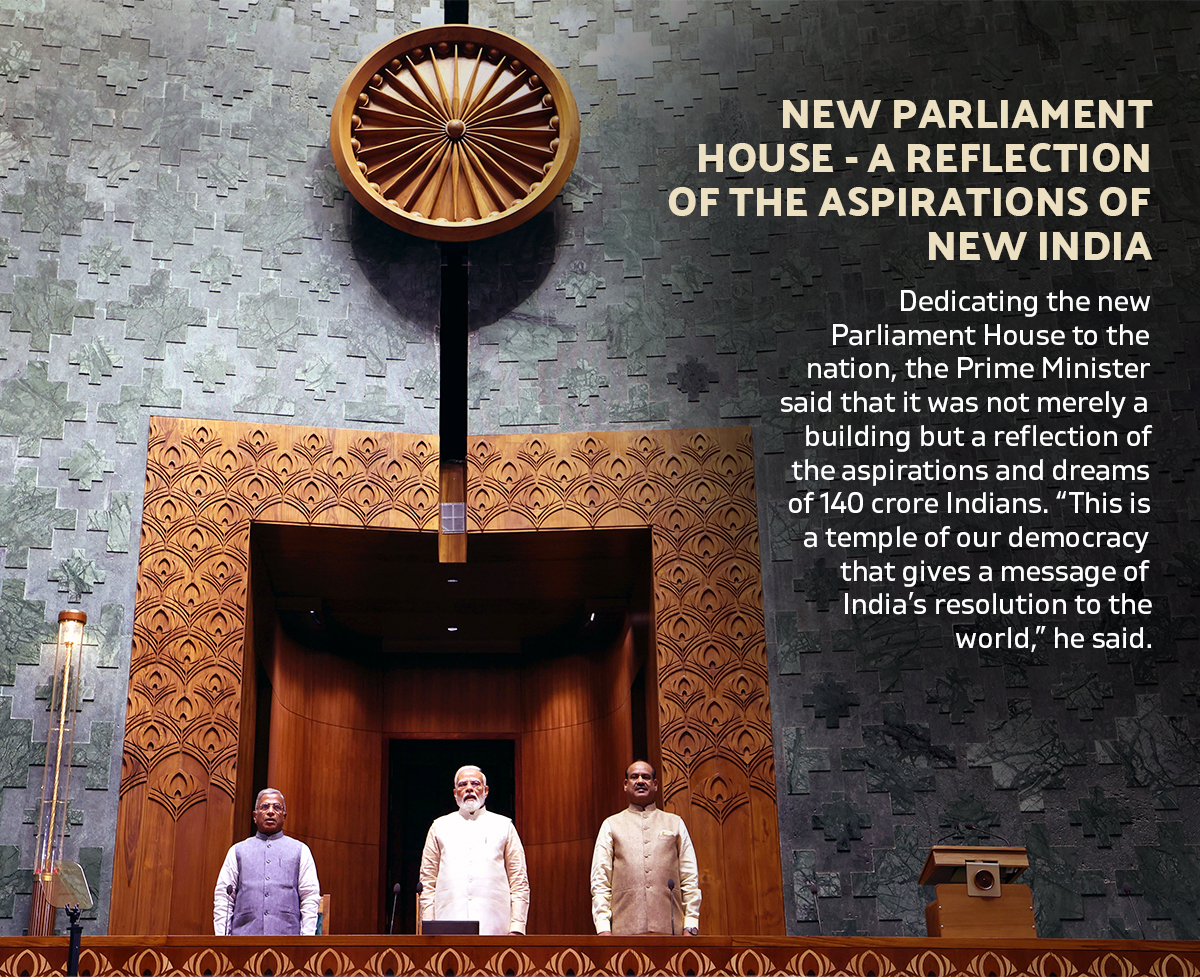 NEW PARLIAMENT
HOUSE - A REFLECTION
OF THE ASPIRATIONS OF
NEW INDIA
Dedicating the new
Parliament House to the
nation, the Prime Minister
said that it was not merely a
building but a reflection of
the aspirations and dreams
of 140 crore Indians. “This is
a temple of our democracy
that gives a message of
India’s resolution to the
world,” he said.